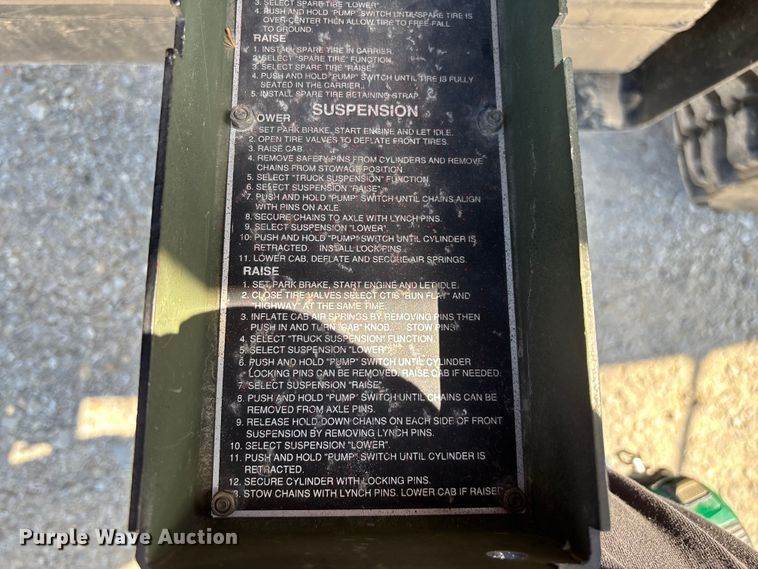 3. SELECT SPARE TIRE "LOWER".
4. PUSH AND HOLD "PUMP" SWITCH UNTIL SPARE TIRE IS
OVER-CENTER THEN ALLOW TIRE TO FREE-FALL
TO GROUND.
RAISE
1. INSTALL SPARE TIRE IN CARRIER.
2. SELECT "SPARE TIRE" FUNCTION.
3. SELECT SPARE TIRE "RAISE".
4. PUSH AND HOLD "PUMP" SWITCH UNTIL TIRE IS FULLY
SEATED IN THE CARRIER.
5. INSTALL SPARE TIRE RETAINING STRAP.
SUSPENSION
LOWER
1. SET PARK BRAKE, START ENGINE AND LET IDLE.
2. OPEN TIRE VALVES TO DEFLATE FRONT TIRES.
3. RAISE CAB.
4. REMOVE SAFETY PINS FROM CYLINDERS AND REMOVE
CHAINS FROM STOWAGE POSITION.
5. SELECT "TRUCK SUSPENSION" FUNCTION.
6. SELECT SUSPENSION "RAISE".
7. PUSH AND HOLD "PUMP" SWITCH UNTIL CHAINS ALIGN
WITH PINS ON AXLE.
8. SECURE CHAINS TO AXLE WITH LYNCH PINS.
9. SELECT SUSPENSION "LOWER".
10. PUSH AND HOLD "PUMP" SWITCH UNTIL CYLINDER IS
RETRACTED. INSTALL LOCK PINS.
11. LOWER CAB, DEFLATE AND SECURE AIR SPRINGS.
RAISE
1. SET PARK BRAKE, START ENGINE AND LET IDLE.
2. CLOSE TIRE VALVES SELECT CTIS "RUN FLAT" AND
"HIGHWAY" AT THE SAME TIME.
3. INFLATE CAB AIR SPRINGS BY REMOVING PINS THEN
PUSH IN AND TURN "CAB" KNOB. STOW PINS.
4. SELECT "TRUCK SUSPENSION" FUNCTION.
5. SELECT SUSPENSION "LOWER".
6. PUSH AND HOLD "PUMP" SWITCH UNTIL CYLINDER
LOCKING PINS CAN BE REMOVED. RAISE CAB IF NEEDED.
7. SELECT SUSPENSION "RAISE".
8. PUSH AND HOLD "PUMP" SWITCH UNTIL CHAINS CAN BE
REMOVED FROM AXLE PINS.
9. RELEASE HOLD DOWN CHAINS ON EACH SIDE OF FRONT
SUSPENSION BY REMOVING LYNCH PINS.
10. SELECT SUSPENSION "LOWER".
11. PUSH AND HOLD "PUMP" SWITCH UNTIL CYLINDER IS
RETRACTED.
12. SECURE CYLINDER WITH LOCKING PINS.
13. STOW CHAINS WITH LYNCH PINS. LOWER CAB IF RAISED
Purple Wave Auction